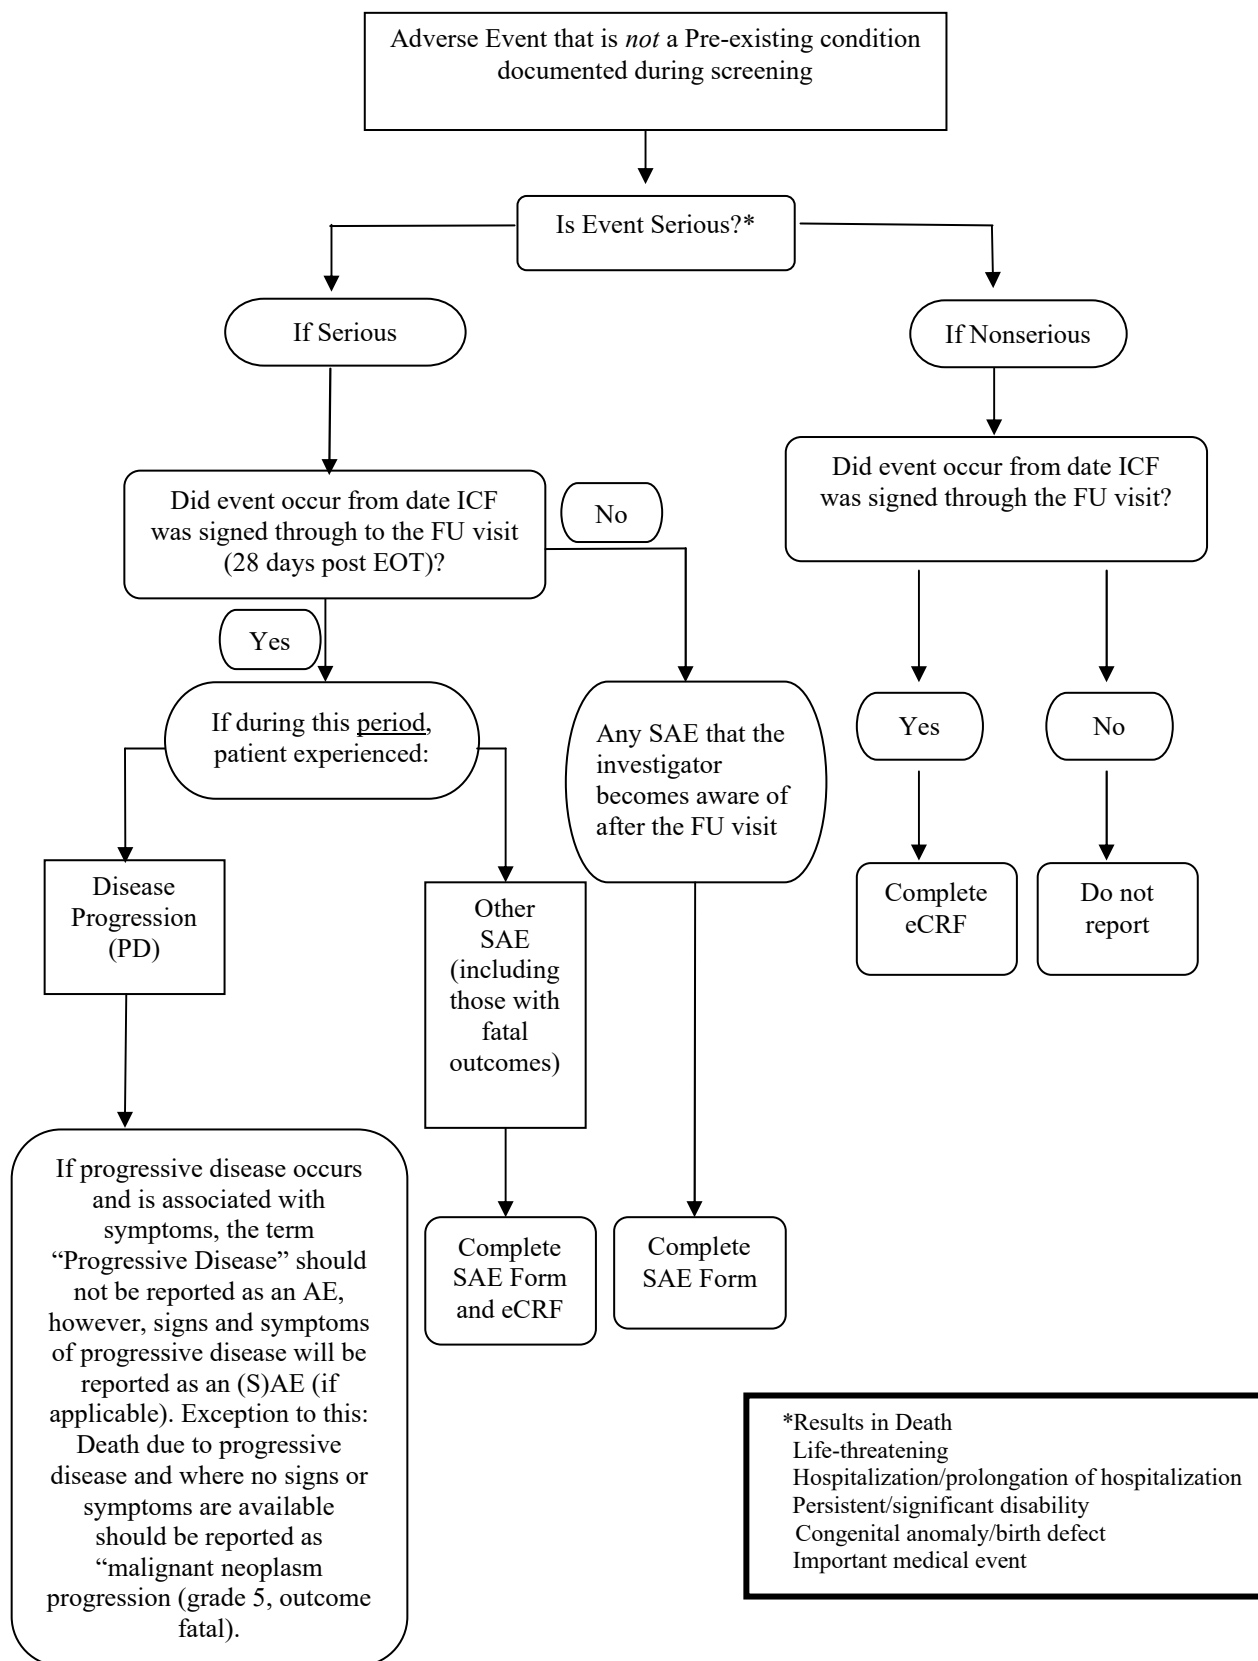 Adverse Event that is not a Pre-existing condition
documented during screening
Is Event Serious?*
If Serious
If Nonserious
Did event occur from date ICF
was signed through to the FU visit
(28 days post EOT)?
No
Did event occur from date ICF
was signed through the FU visit?
Yes
If during this period,
patient experienced:
Any SAE that the
investigator
becomes aware of
after the FU visit
Yes
No
Disease
Progression
(PD)
Other
SAE
(including
those with
fatal
outcomes)
Complete
eCRF
Do not
report
If progressive disease occurs
and is associated with
symptoms, the term
“Progressive Disease” should
not be reported as an AE,
however, signs and symptoms
of progressive disease will be
reported as an (S)AE (if
applicable). Exception to this:
Death due to progressive
disease and where no signs or
symptoms are available
should be reported as
“malignant neoplasm
progression (grade 5, outcome
fatal).
Complete
SAE Form
and eCRF
Complete
SAE Form
*Results in Death
Life-threatening
Hospitalization/prolongation of hospitalization
Persistent/significant disability
Congenital anomaly/birth defect
Important medical event